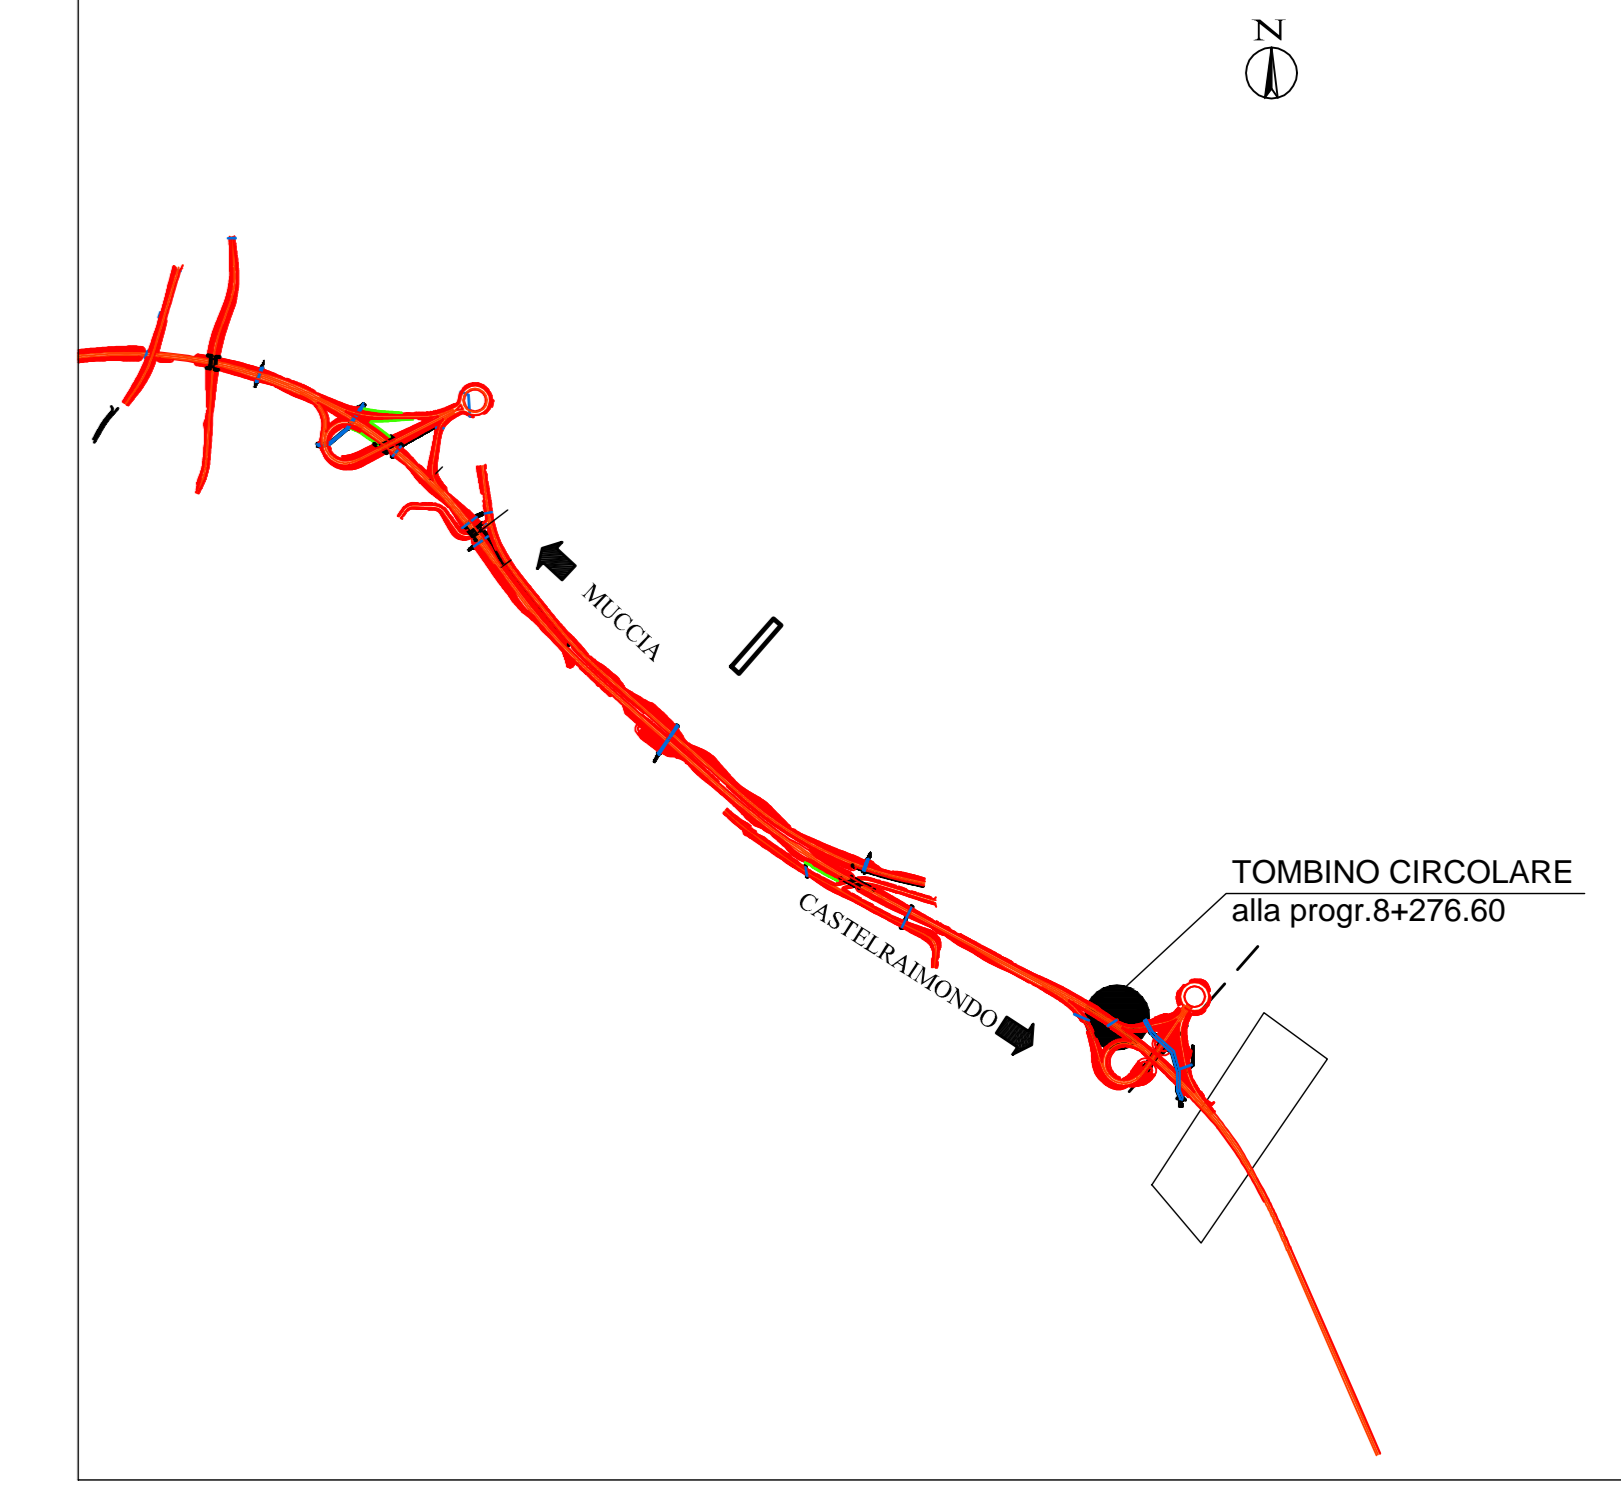 N
MUCCIA
TOMBINO CIRCOLARE
alla progr.8+276.60
CASTELRAIMONDO